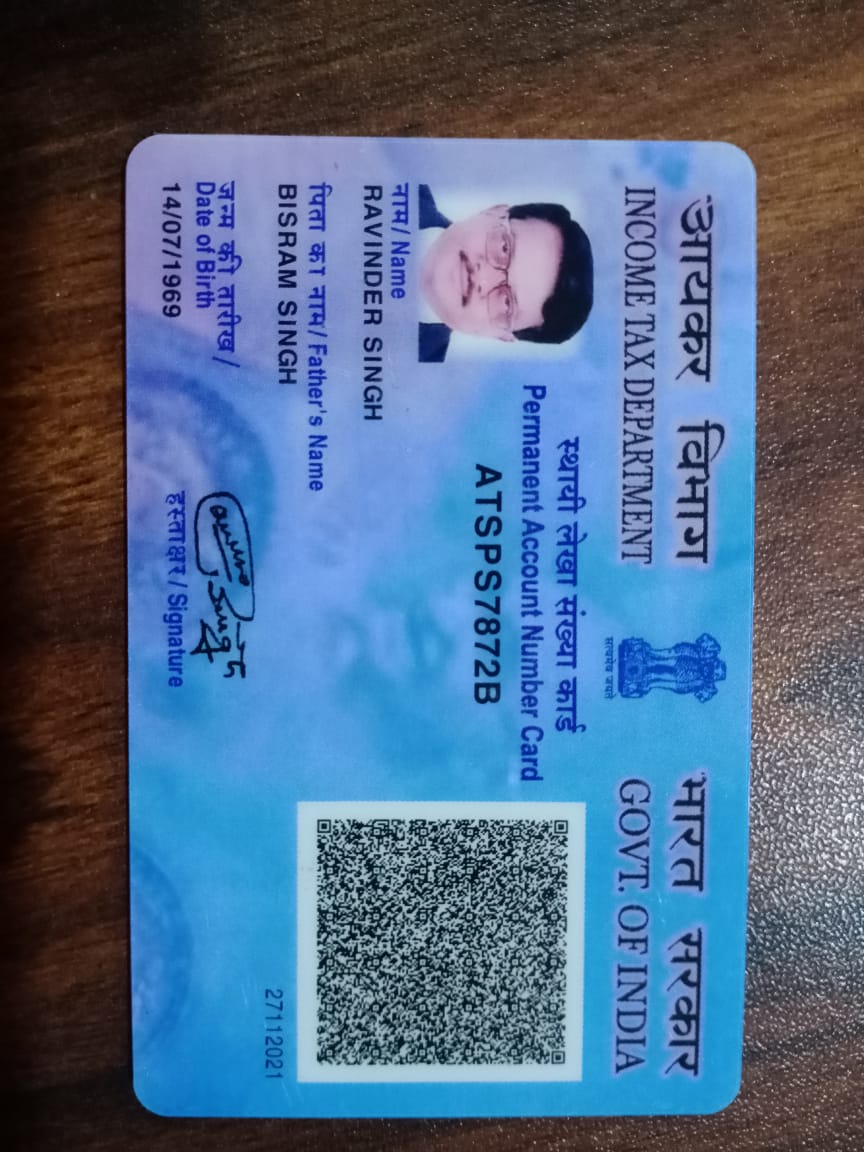 आयकर विभाग
INCOME TAX DEPARTMENT
सत्यमेव जयते
भारत सरकार
GOVT. OF INDIA
स्थायी लेखा संख्या कार्ड
Permanent Account Number Card
ATSPS7872B
नाम / Name
RAVINDER SINGH
पिता का नाम / Father's Name
BISRAM SINGH
जन्म की तारीख /
Date of Birth
14/07/1969
Singh
हस्ताक्षर / Signature
27112021